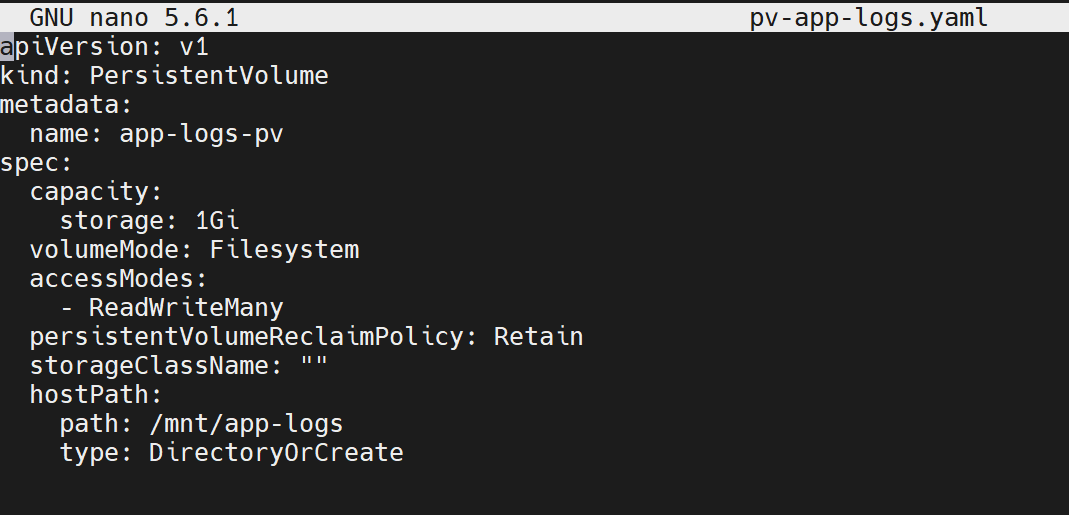 GNU nano 5.6.1 pv-app-logs.yaml
apiVersion: v1
kind: PersistentVolume
metadata:
  name: app-logs-pv
spec:
  capacity:
    storage: 1Gi
  volumeMode: Filesystem
  accessModes:
    - ReadWriteMany
  persistentVolumeReclaimPolicy: Retain
  storageClassName: ""
  hostPath:
    path: /mnt/app-logs
    type: DirectoryOrCreate